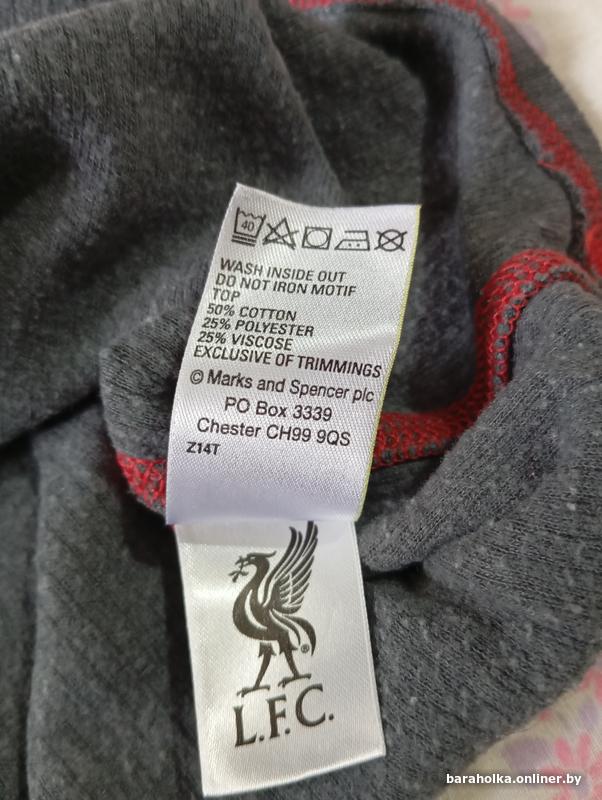 40
WASH INSIDE OUT
DO NOT IRON MOTIF
TOP
50% COTTON
25% POLYESTER
25% VISCOSE
EXCLUSIVE OF TRIMMINGS
© Marks and Spencer plc
PO Box 3339
Chester CH99 9QS
Z14T
®
L.F.C.
baraholka.onliner.by